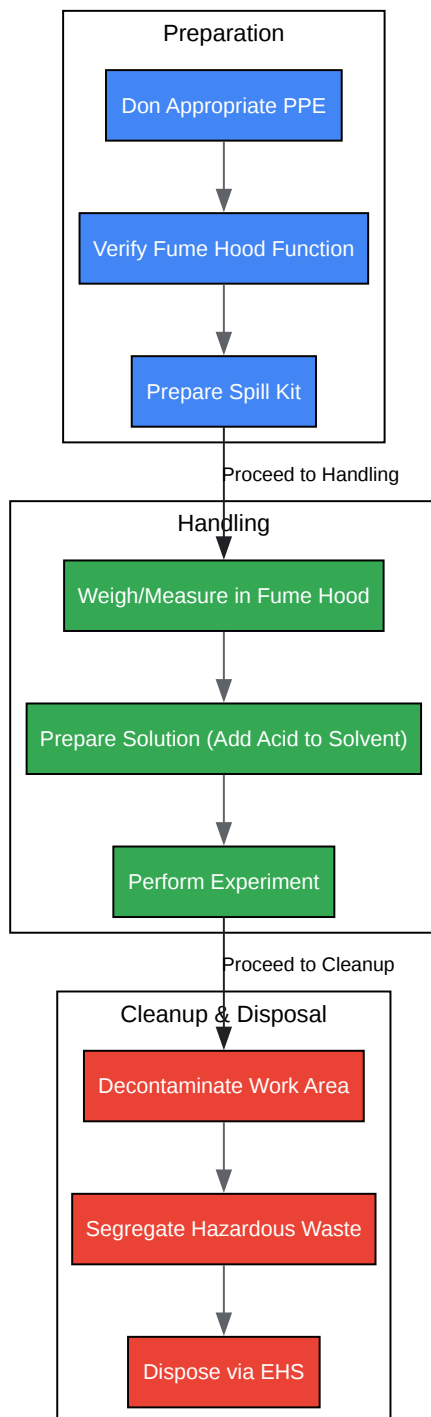 Preparation
Don Appropriate PPE
Verify Fume Hood Function
Prepare Spill Kit
Proceed to Handling
Handling
Weigh/Measure in Fume Hood
Prepare Solution (Add Acid to Solvent)
Perform Experiment
Proceed to Cleanup
Cleanup & Disposal
Decontaminate Work Area
Segregate Hazardous Waste
Dispose via EHS